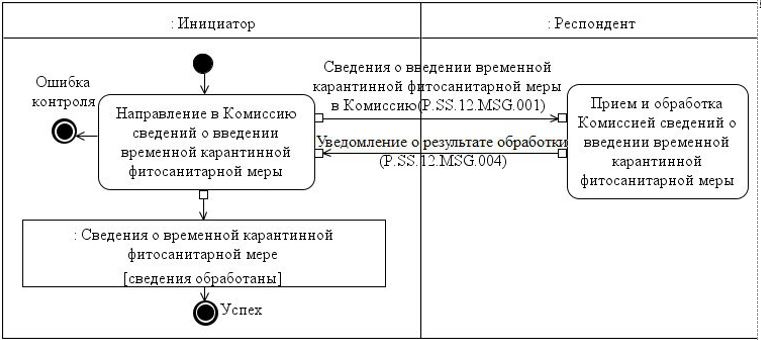 : Инициатор
: Респондент
Ошибка
контроля
Направление в Комиссию
сведений о введении
временной карантинной
фитосанитарной меры
Сведения о введении временной
карантинной фитосанитарной меры
в Комиссию(P.SS.12.MSG.001)
Уведомление о результате обработки
(P.SS.12.MSG.004)
Прием и обработка
Комиссией сведений о
введении временной
карантинной
фитосанитарной меры
: Сведения о временной карантинной
фитосанитарной мере
[сведения обработаны]
Успех